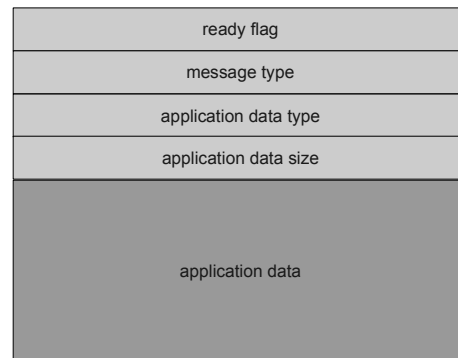 ready flag
message type
application data type
application data size
application data